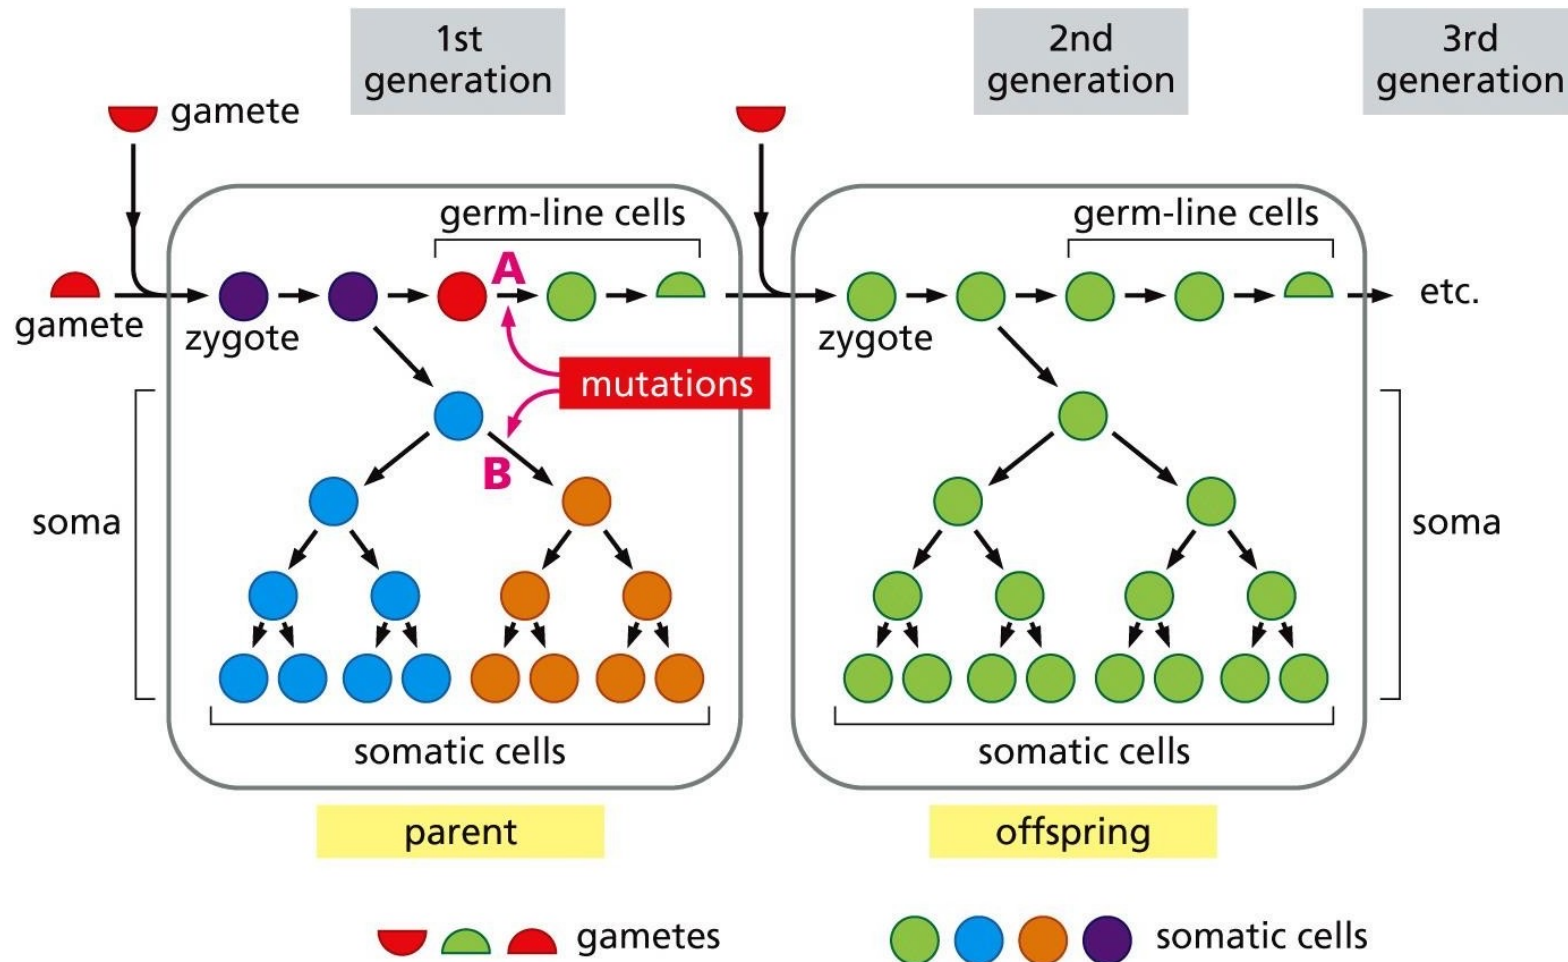 1st
generation
2nd
generation
3rd
generation
gamete
germ-line cells
germ-line cells
A
gamete
zygote
zygote
etc.
mutations
B
soma
soma
somatic cells
somatic cells
parent
offspring
gametes
somatic cells